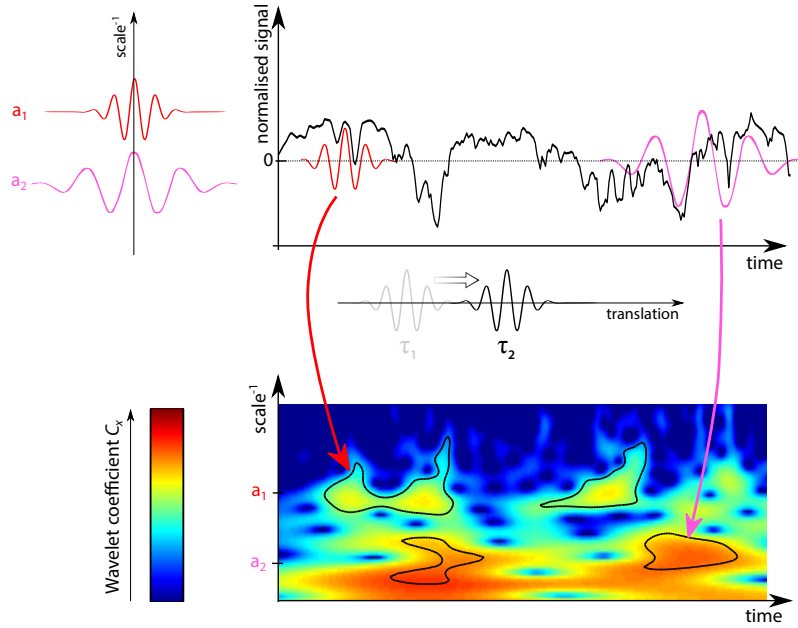 scale⁻¹
a₁
a₂
normalised signal
0
time
translation
τ₁
τ₂
Wavelet coefficient Cₓ
scale⁻¹
a₁
a₂
time